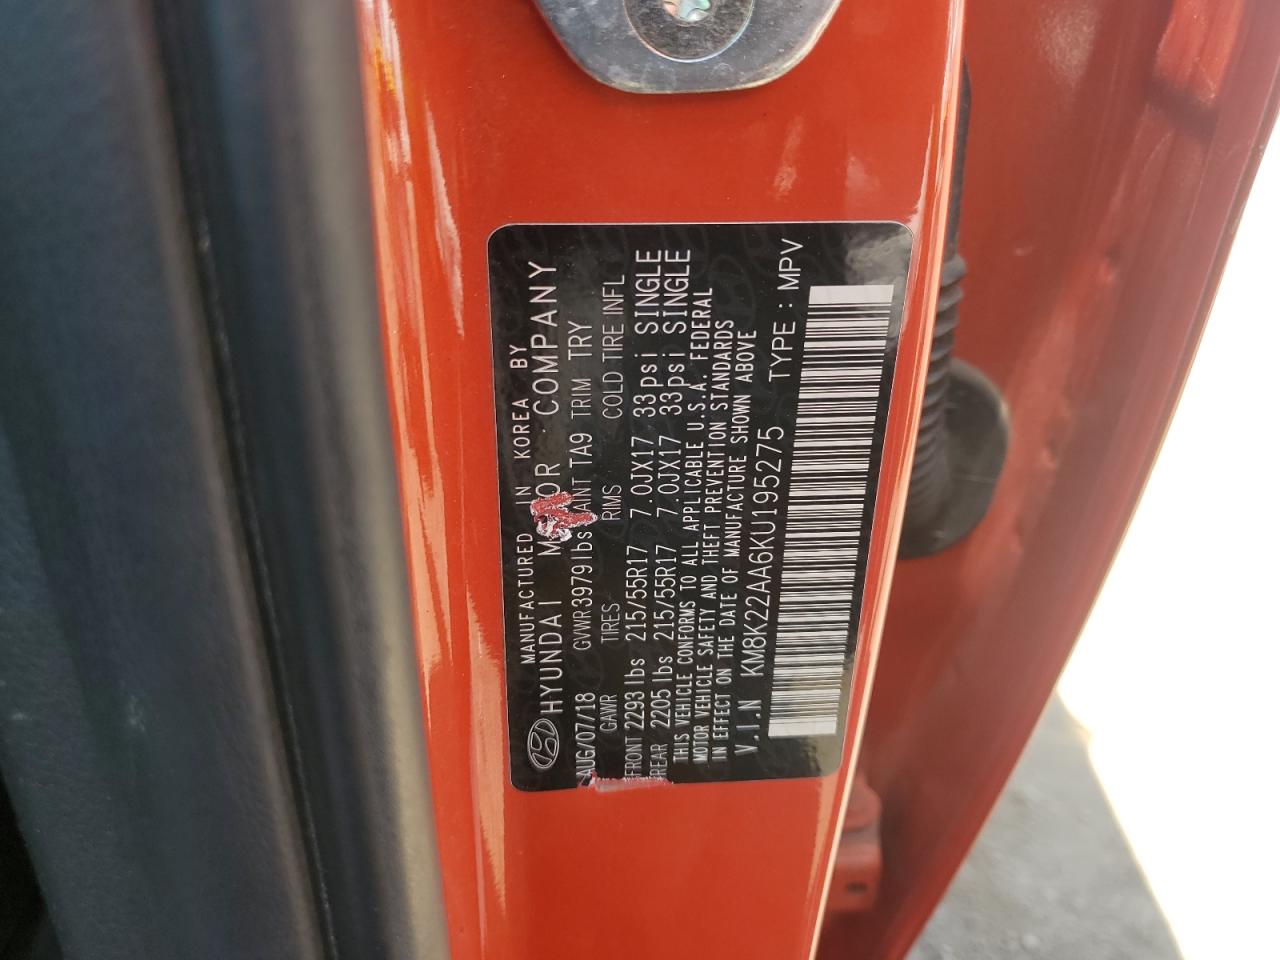 MANUFACTURED IN KOREA BY
HYUNDAI MOTOR COMPANY
AUG/07/18 GVWR 3979 lbs PAINT TA9 TRIM TRY
GAWR TIRES RIMS COLD TIRE INFL
FRONT 2293 lbs 215/55R17 7.0JX17 33psi SINGLE
REAR 2205 lbs 215/55R17 7.0JX17 33psi SINGLE
THIS VEHICLE CONFORMS TO ALL APPLICABLE U.S.A. FEDERAL
MOTOR VEHICLE SAFETY AND THEFT PREVENTION STANDARDS
IN EFFECT ON THE DATE OF MANUFACTURE SHOWN ABOVE
V.I.N KM8K22AA6KU195275 TYPE : MPV